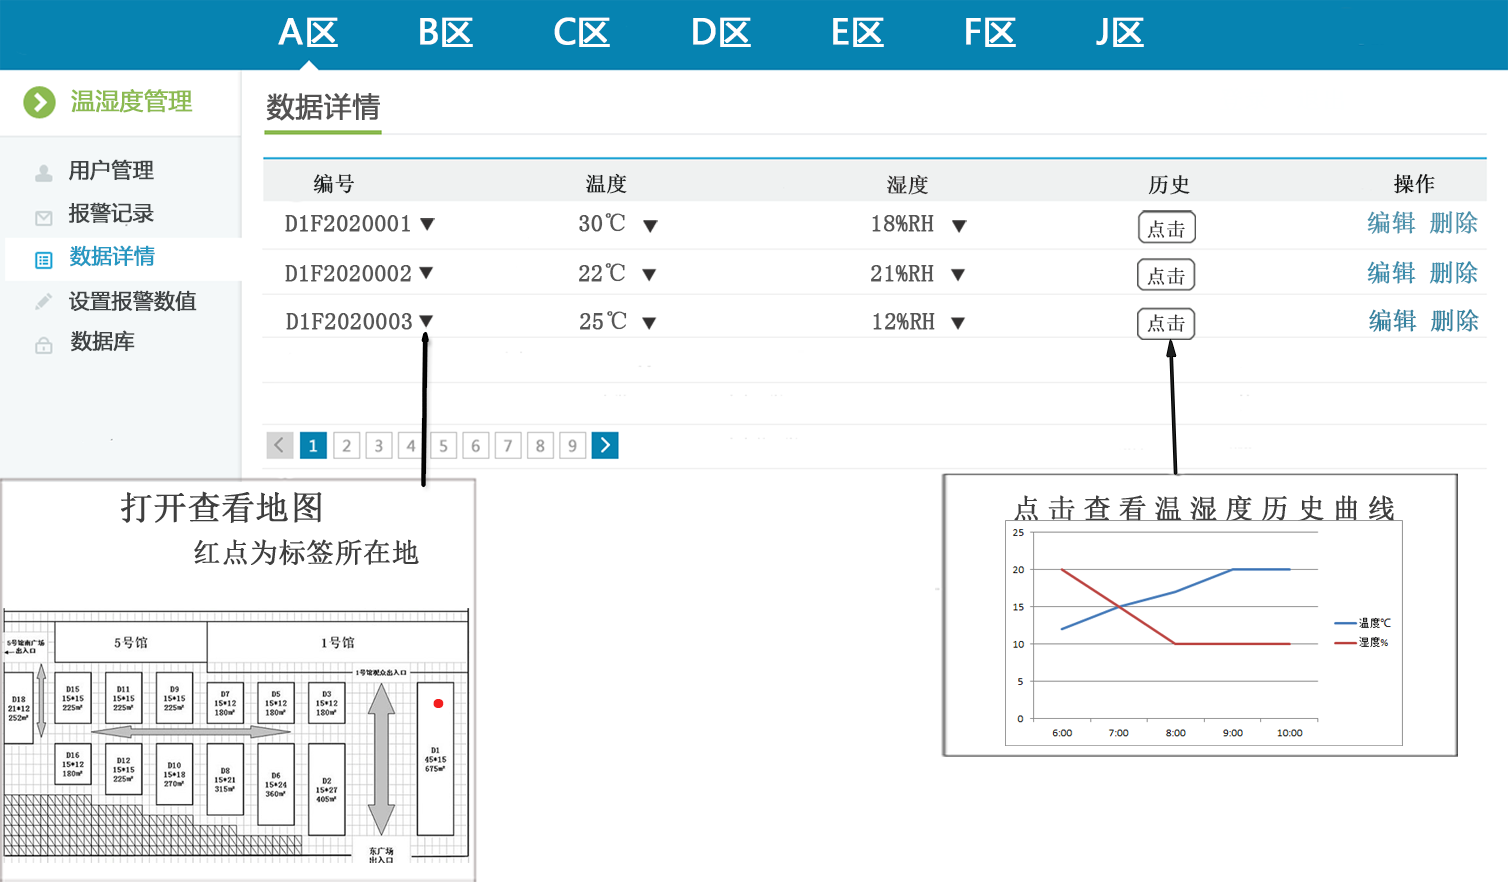 A区 B区 C区 D区 E区 F区 J区
温湿度管理
用户管理
报警记录
数据详情
设置报警数值
数据库
数据详情
编号 温度 湿度 历史 操作
D1F2020001 30℃ 18%RH 点击 编辑 删除
D1F2020002 22℃ 21%RH 点击 编辑 删除
D1F2020003 25℃ 12%RH 点击 编辑 删除
1 2 3 4 5 6 7 8 9
打开查看地图
红点为标签所在地
5号馆南广场
出入口
5号馆
1号馆
1号馆观众出入口
D18
21*12
252㎡
D15
15*15
225㎡
D11
15*15
225㎡
D9
15*15
225㎡
D7
15*12
180㎡
D5
15*12
180㎡
D3
15*12
180㎡
D16
15*12
180㎡
D12
15*15
225㎡
D10
15*18
270㎡
D8
15*21
315㎡
D6
15*24
360㎡
D2
15*27
405㎡
D1
45*15
675㎡
东广场
出入口
点击查看温湿度历史曲线
25
20
15
10
5
0
6:00 7:00 8:00 9:00 10:00
温度℃
湿度%